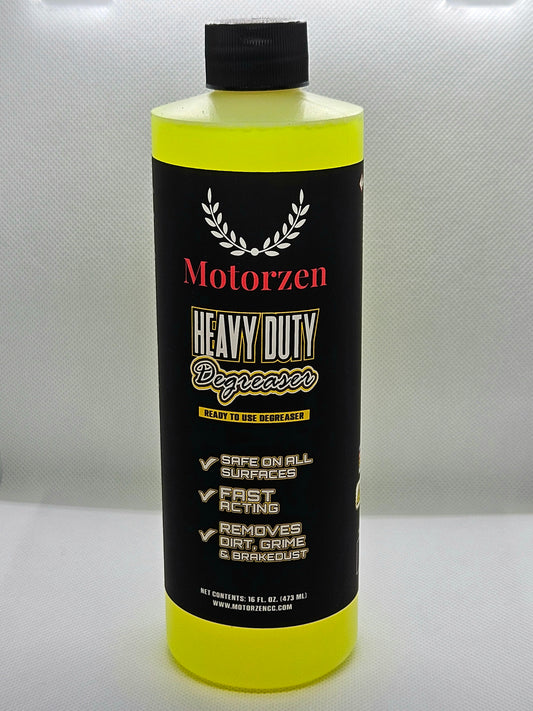 Motorzen
HEAVY DUTY
Degreaser
READY TO USE DEGREASER
SAFE ON ALL
SURFACES
FAST
ACTING
REMOVES
DIRT, GRIME
& BRAKEDUST
NET CONTENTS: 16 FL. OZ. (473 ML)
WWW.MOTORZENCC.COM